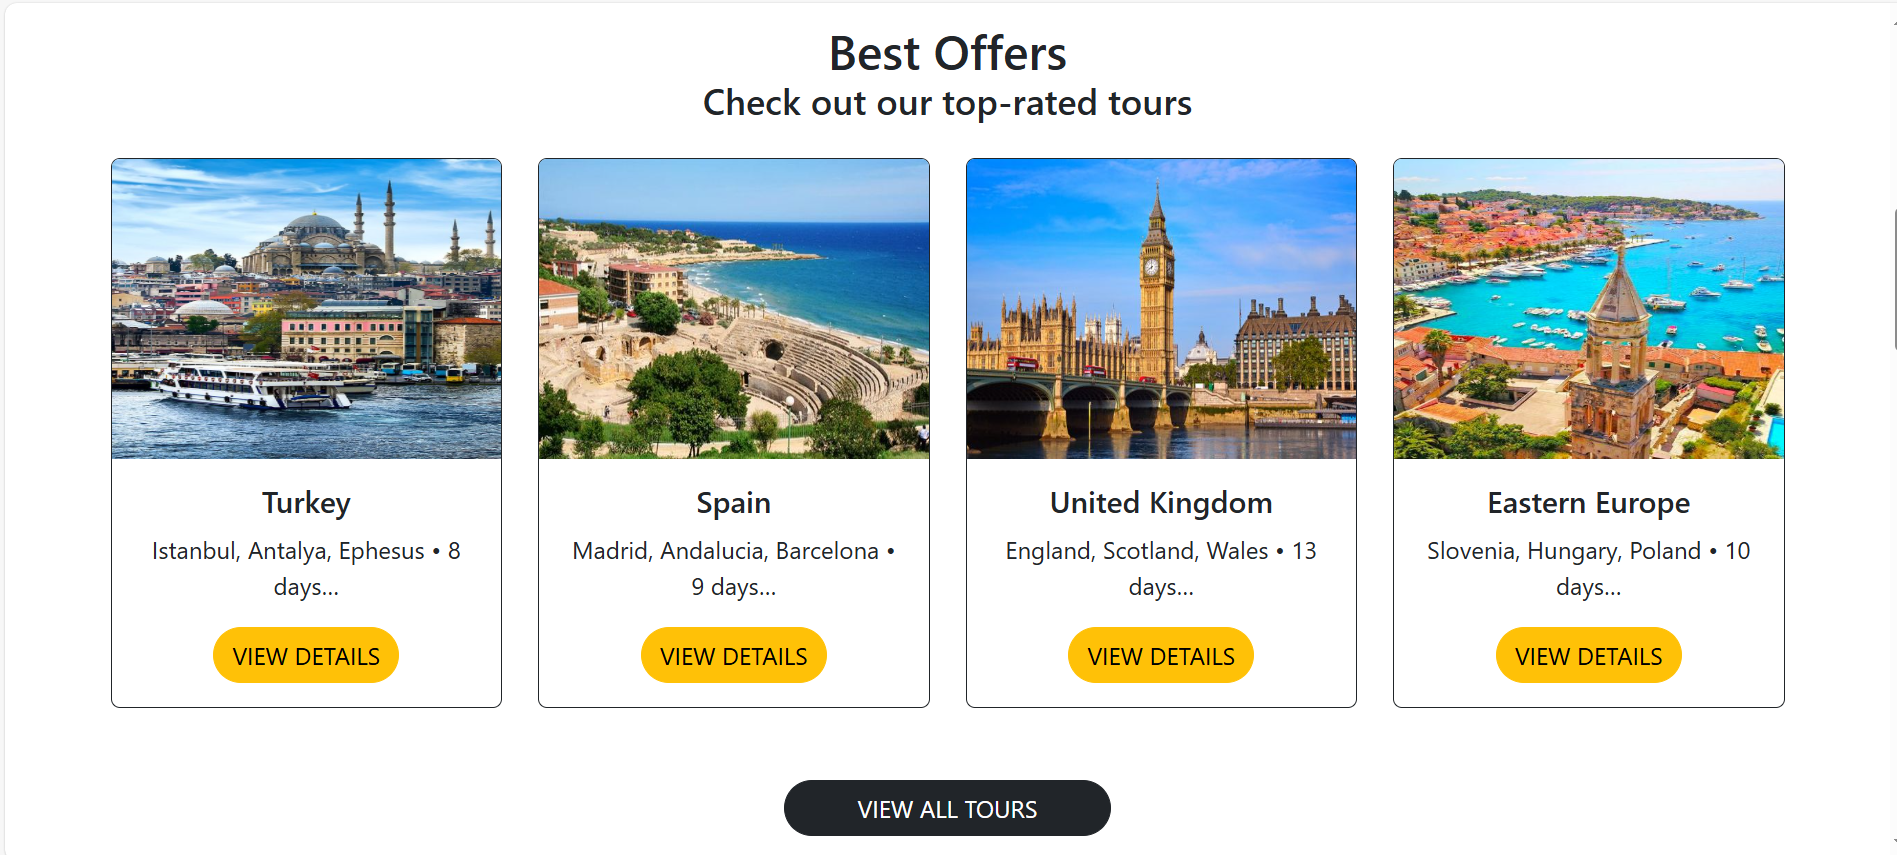 Best Offers
Check out our top-rated tours
Turkey
Istanbul, Antalya, Ephesus • 8
days...
VIEW DETAILS
Spain
Madrid, Andalucia, Barcelona •
9 days...
VIEW DETAILS
United Kingdom
England, Scotland, Wales • 13
days...
VIEW DETAILS
Eastern Europe
Slovenia, Hungary, Poland • 10
days...
VIEW DETAILS
VIEW ALL TOURS